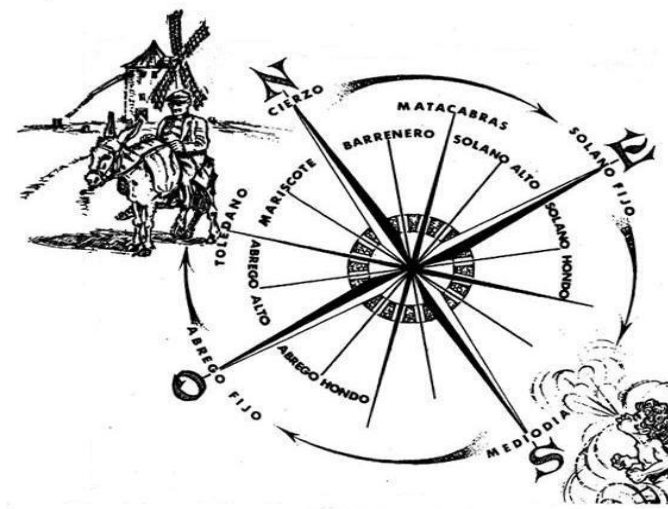 N
CIERZO
BARRENERO
MATACABRAS
SOLANO ALTO
E
SOLANO FIJO
SOLANO HONDO
S
MEDIODIA
ABREGO HONDO
O
ABREGO FIJO
ABREGO ALTO
TOLEDANO
MARISCOTE